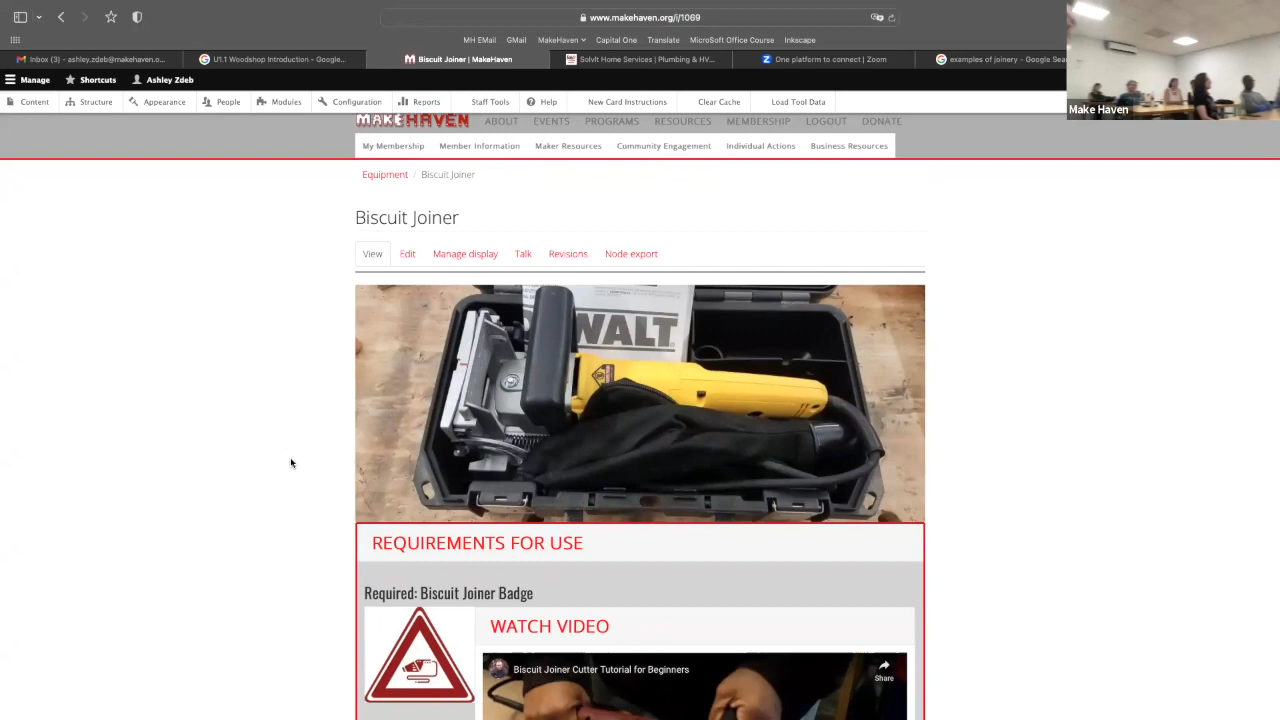 www.makehaven.org/i/1069
MH EMail GMail MakeHaven Capital One Translate MicroSoft Office Course Inkscape
Inbox (3) - ashley.zdeb@makehaven.o... U1.1 Woodshop Introduction - Google... Biscuit Joiner | MakeHaven SolvIt Home Services | Plumbing & HV... One platform to connect | Zoom examples of joinery - Google Sea
Manage Shortcuts Ashley Zdeb
Content Structure Appearance People Modules Configuration Reports Staff Tools Help New Card Instructions Clear Cache Load Tool Data
Make Haven
MAKEHAVEN ABOUT EVENTS PROGRAMS RESOURCES MEMBERSHIP LOGOUT DONATE
My Membership Member Information Maker Resources Community Engagement Individual Actions Business Resources
Equipment / Biscuit Joiner
Biscuit Joiner
View Edit Manage display Talk Revisions Node export
WALT
REQUIREMENTS FOR USE
Required: Biscuit Joiner Badge
WATCH VIDEO
Biscuit Joiner Cutter Tutorial for Beginners
Share